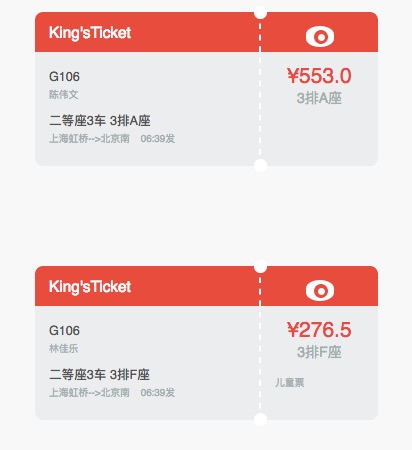 King'sTicket
G106
陈伟文
二等座3车 3排A座
上海虹桥-->北京南 06:39发
¥553.0
3排A座
King'sTicket
G106
林佳乐
二等座3车 3排F座
上海虹桥-->北京南 06:39发
¥276.5
3排F座
儿童票